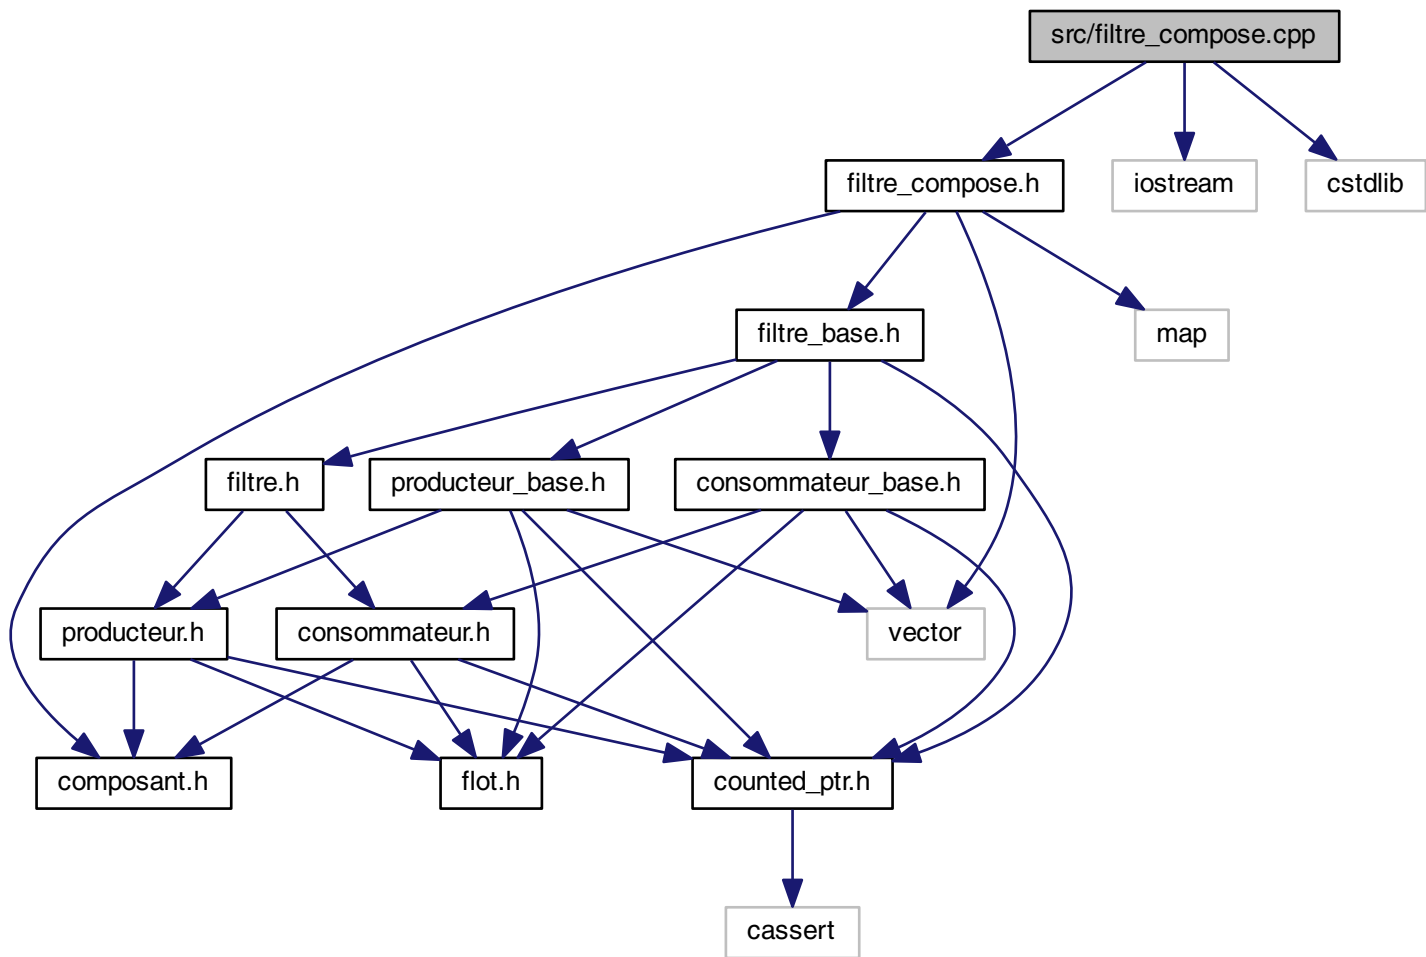 src/filtre_compose.cpp
filtre_compose.h
iostream
cstdlib
filtre_base.h
map
filtre.h
producteur_base.h
consommateur_base.h
producteur.h
consommateur.h
vector
composant.h
flot.h
counted_ptr.h
cassert